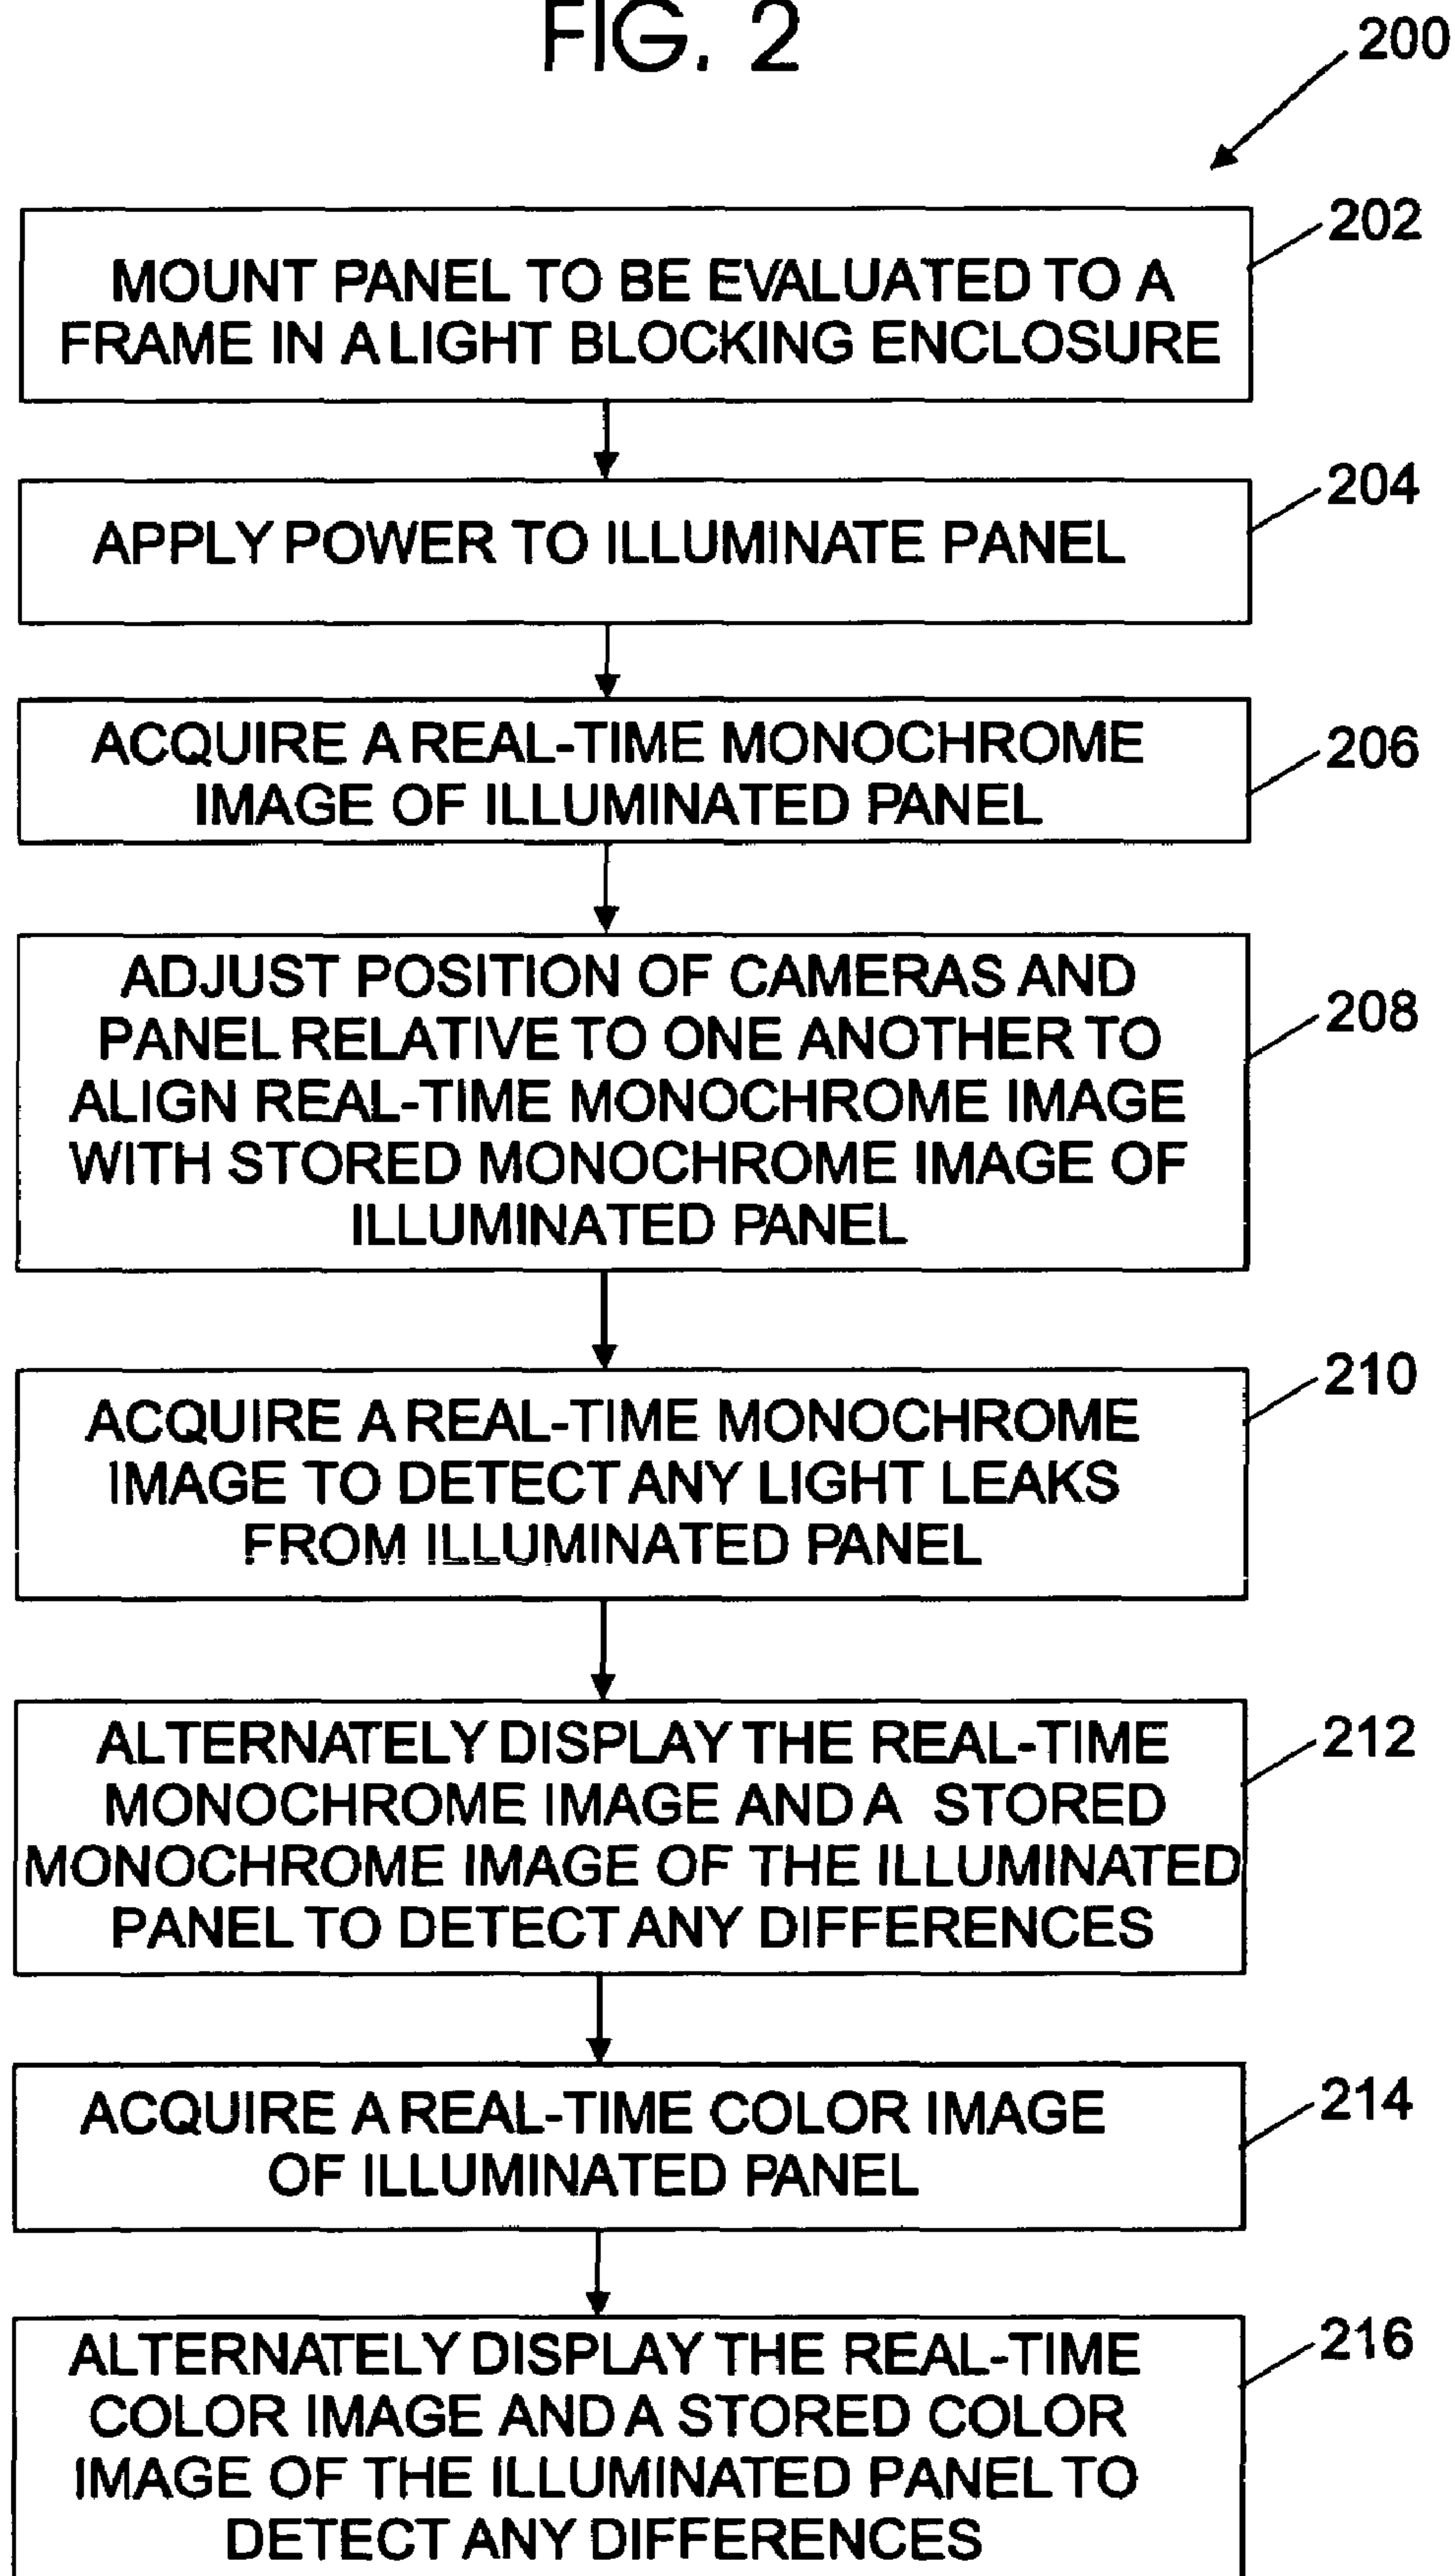 FIG. 2
200
202
MOUNT PANEL TO BE EVALUATED TO A
FRAME IN A LIGHT BLOCKING ENCLOSURE
204
APPLY POWER TO ILLUMINATE PANEL
206
ACQUIRE A REAL-TIME MONOCHROME
IMAGE OF ILLUMINATED PANEL
208
ADJUST POSITION OF CAMERAS AND
PANEL RELATIVE TO ONE ANOTHER TO
ALIGN REAL-TIME MONOCHROME IMAGE
WITH STORED MONOCHROME IMAGE OF
ILLUMINATED PANEL
210
ACQUIRE A REAL-TIME MONOCHROME
IMAGE TO DETECT ANY LIGHT LEAKS
FROM ILLUMINATED PANEL
212
ALTERNATELY DISPLAY THE REAL-TIME
MONOCHROME IMAGE AND A STORED
MONOCHROME IMAGE OF THE ILLUMINATED
PANEL TO DETECT ANY DIFFERENCES
214
ACQUIRE A REAL-TIME COLOR IMAGE
OF ILLUMINATED PANEL
216
ALTERNATELY DISPLAY THE REAL-TIME
COLOR IMAGE AND A STORED COLOR
IMAGE OF THE ILLUMINATED PANEL TO
DETECT ANY DIFFERENCES